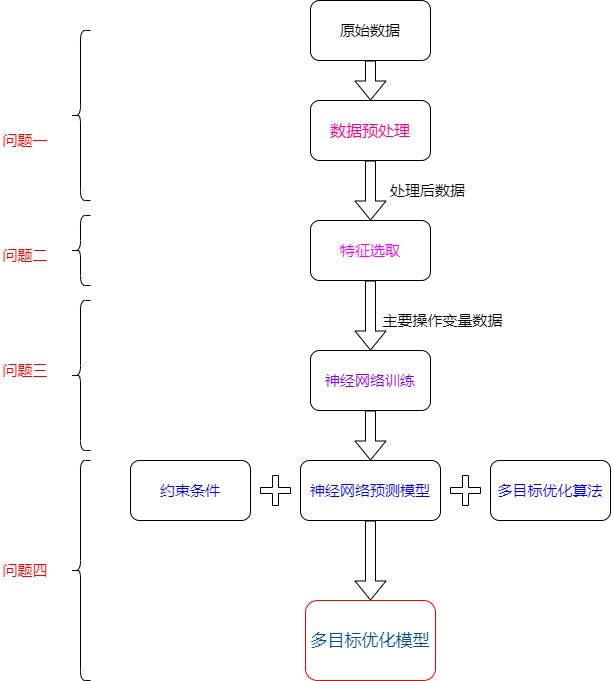 原始数据
问题一
数据预处理
处理后数据
问题二
特征选取
主要操作变量数据
问题三
神经网络训练
约束条件
神经网络预测模型
多目标优化算法
问题四
多目标优化模型